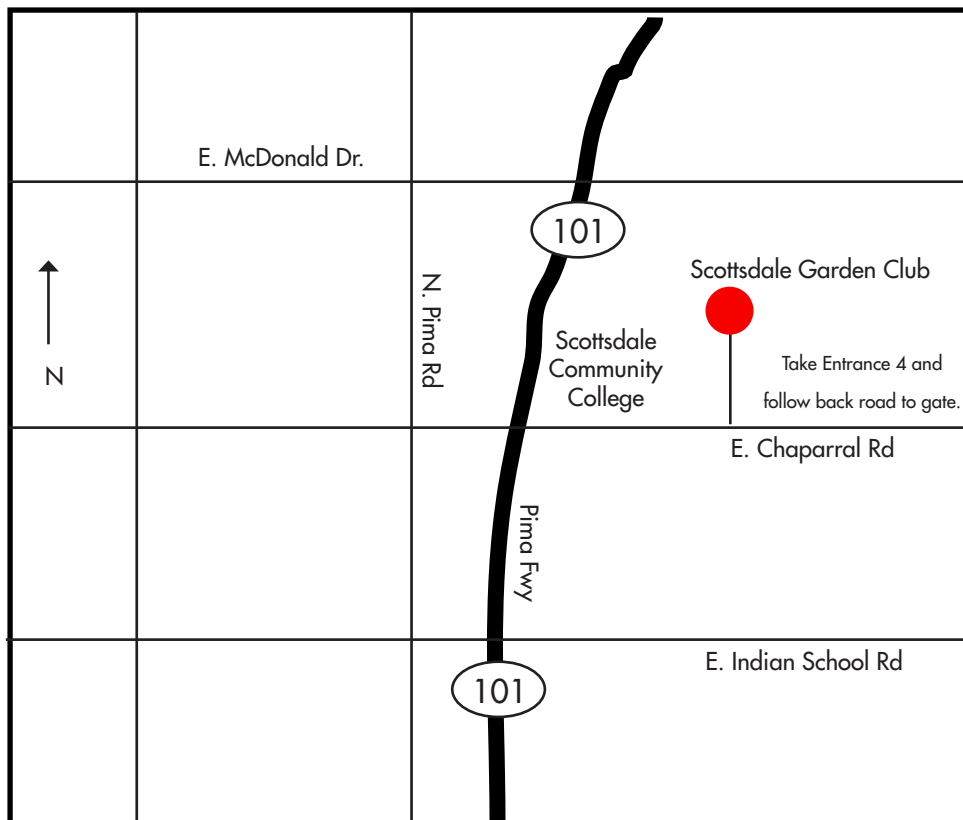 E. McDonald Dr.
101
Scottsdale Garden Club
N. Pima Rd
Scottsdale
Community
College
Take Entrance 4 and
follow back road to gate.
N
E. Chaparral Rd
Pima Fwy
E. Indian School Rd
101